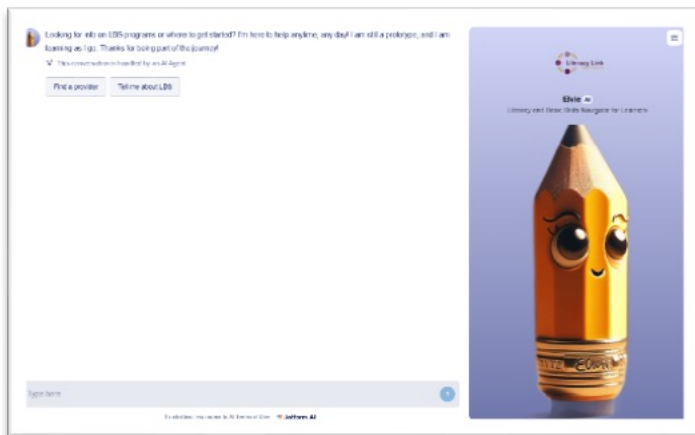 Looking for info on LBS programs or where to get started? I'm here to help anytime, any day! I am still a prototype, and I am
learning as I go. Thanks for being part of the journey!
This conversation is handled by an AI Agent
Find a provider
Tell me about LBS
Literacy Link
Elvie AI
Literacy and Basic Skills Navigator for Learners
Type here
Jotform AI